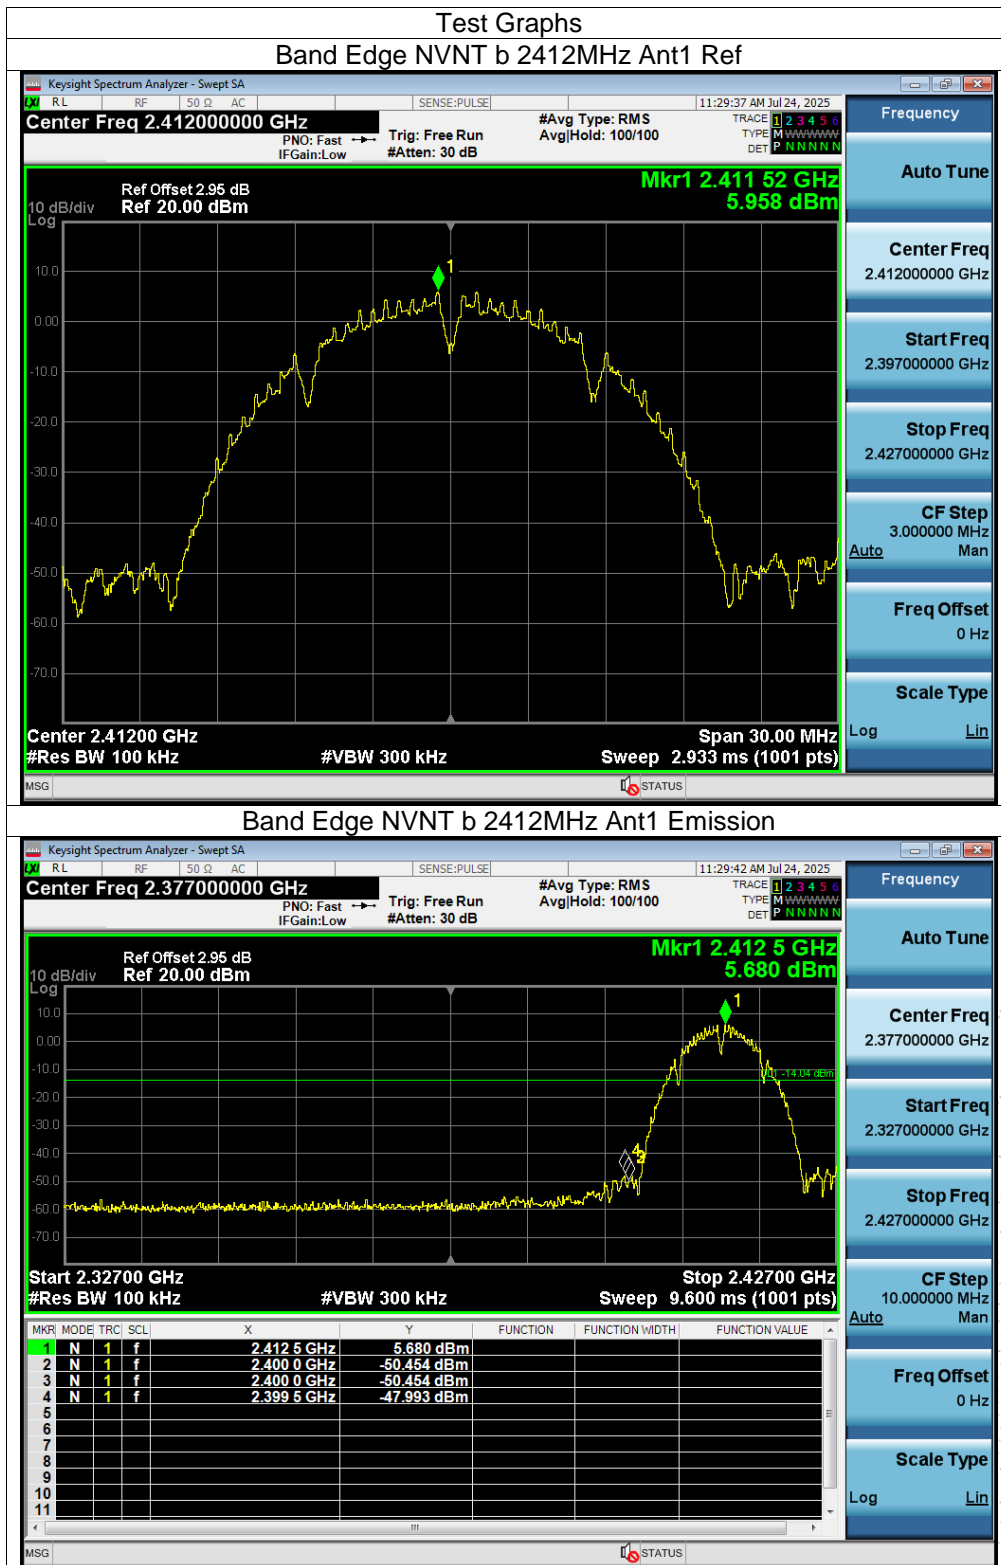 Test Graphs
Band Edge NVNT b 2412MHz Ant1 Ref
Keysight Spectrum Analyzer - Swept SA
LXI RL RF 50 Ω AC SENSE:PULSE 11:29:37 AM Jul 24, 2025
Center Freq 2.412000000 GHz #Avg Type: RMS TRACE 1 2 3 4 5 6
PNO: Fast Trig: Free Run Avg|Hold: 100/100 TYPE M WWWWW
IFGain:Low #Atten: 30 dB DET P N N N N N
Frequency
Auto Tune
Center Freq
2.412000000 GHz
Start Freq
2.397000000 GHz
Stop Freq
2.427000000 GHz
CF Step
3.000000 MHz
Auto Man
Freq Offset
0 Hz
Scale Type
Log Lin
Mkr1 2.411 52 GHz
5.958 dBm
Ref Offset 2.95 dB
10 dB/div Ref 20.00 dBm
Log
1
10.0
0.00
-10.0
-20.0
-30.0
-40.0
-50.0
-60.0
-70.0
Center 2.41200 GHz Span 30.00 MHz
#Res BW 100 kHz #VBW 300 kHz Sweep 2.933 ms (1001 pts)
MSG STATUS
Band Edge NVNT b 2412MHz Ant1 Emission
Keysight Spectrum Analyzer - Swept SA
LXI RL RF 50 Ω AC SENSE:PULSE 11:29:42 AM Jul 24, 2025
Center Freq 2.377000000 GHz #Avg Type: RMS TRACE 1 2 3 4 5 6
PNO: Fast Trig: Free Run Avg|Hold: 100/100 TYPE M WWWWW
IFGain:Low #Atten: 30 dB DET P N N N N N
Frequency
Auto Tune
Center Freq
2.377000000 GHz
Start Freq
2.327000000 GHz
Stop Freq
2.427000000 GHz
CF Step
10.000000 MHz
Auto Man
Freq Offset
0 Hz
Scale Type
Log Lin
Mkr1 2.412 5 GHz
5.680 dBm
Ref Offset 2.95 dB
10 dB/div Ref 20.00 dBm
Log
1
10.0
0.00
-10.0
-14.04 dBm
-20.0
-30.0
-40.0
4
-50.0
-60.0
-70.0
Start 2.32700 GHz Stop 2.42700 GHz
#Res BW 100 kHz #VBW 300 kHz Sweep 9.600 ms (1001 pts)
MKR MODE TRC SCL X Y FUNCTION FUNCTION WIDTH FUNCTION VALUE
1 N 1 f 2.412 5 GHz 5.680 dBm
2 N 1 f 2.400 0 GHz -50.454 dBm
3 N 1 f 2.400 0 GHz -50.454 dBm
4 N 1 f 2.399 5 GHz -47.993 dBm
5
6
7
8
9
10
11
MSG STATUS